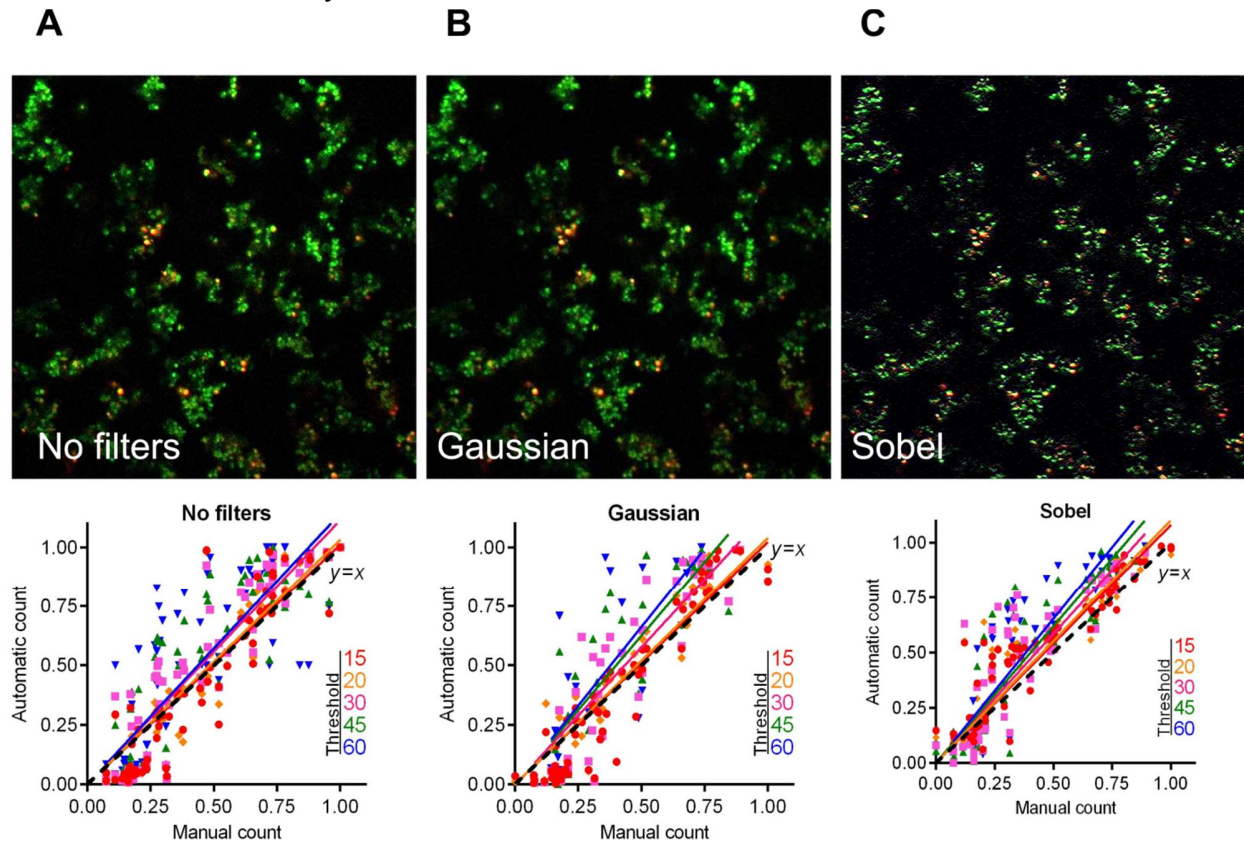 A
B
C
No filters
Gaussian
Sobel
No filters
1.00
0.75
0.50
0.25
0.00
Automatic count
y=x
Threshold
15
20
30
45
60
0.00 0.25 0.50 0.75 1.00
Manual count
Gaussian
1.00
0.75
0.50
0.25
0.00
Automatic count
y=x
Threshold
15
20
30
45
60
0.00 0.25 0.50 0.75 1.00
Manual count
Sobel
1.00
0.75
0.50
0.25
0.00
Automatic count
y=x
Threshold
15
20
30
45
60
0.00 0.25 0.50 0.75 1.00
Manual count